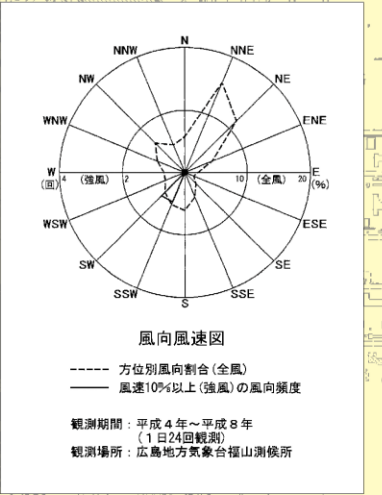 N
NNW NNE
NW NE
WNW ENE
W E
(回) 4 (強風) 2 10 (全風) 20 (%)
WSW ESE
SW SE
SSW SSE
S
風向風速図
方位別風向割合(全風)
風速10%以上(強風)の風向頻度
観測期間:平成4年~平成8年
(1日24回観測)
観測場所:広島地方気象台福山測候所